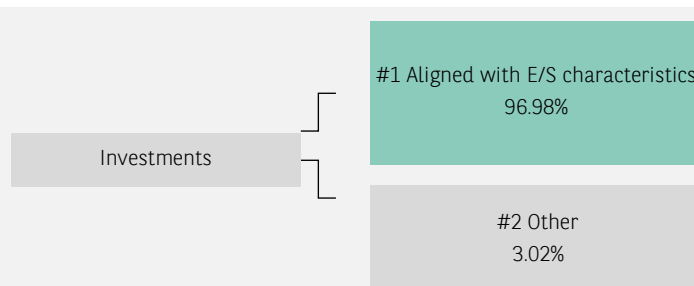 #1 Aligned with E/S characteristics
96.98%
Investments
#2 Other
3.02%